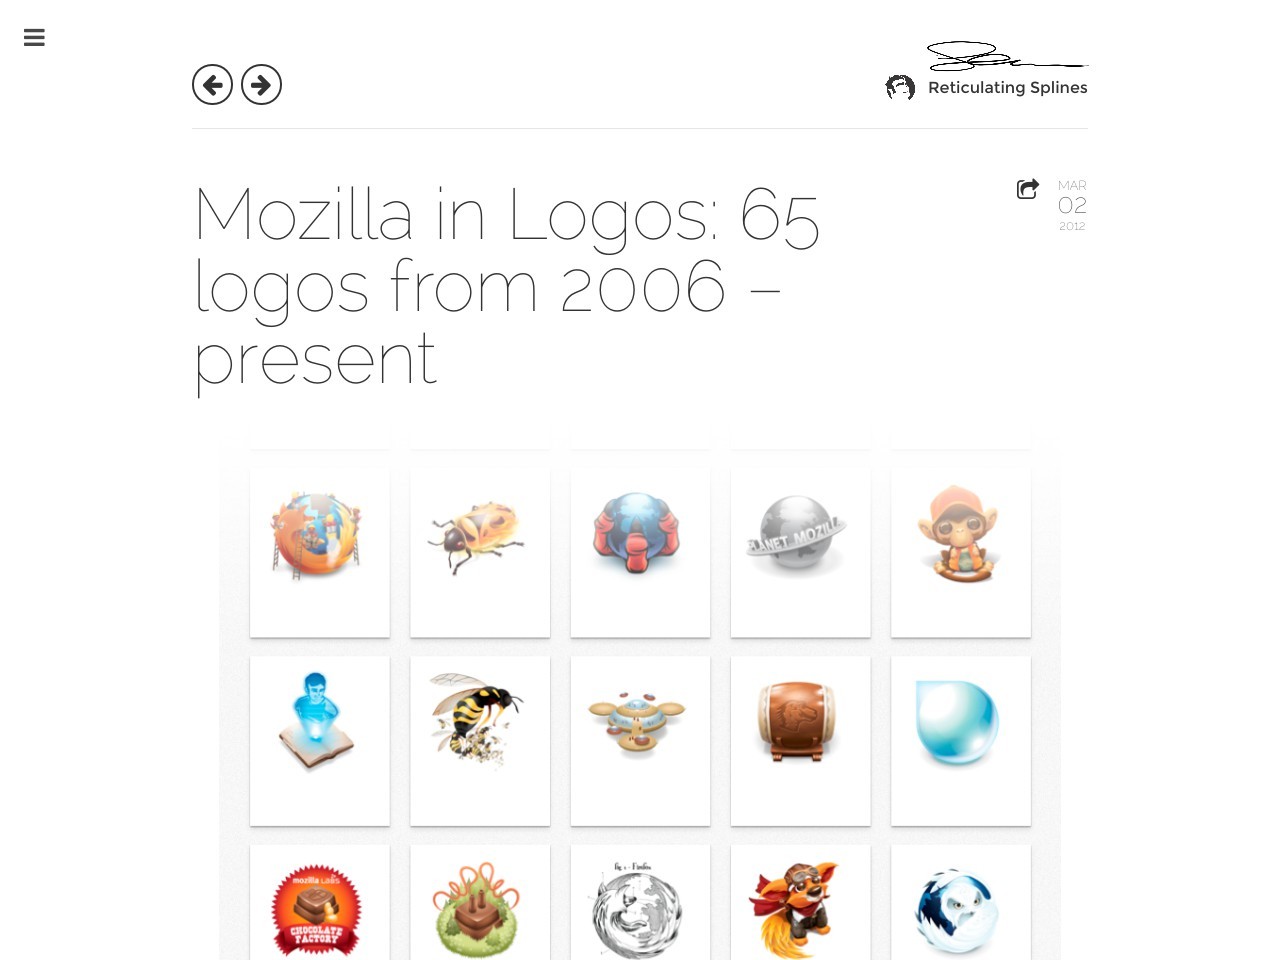 Reticulating Splines
Mozilla in Logos: 65
logos from 2006 –
present
MAR
02
2012
PLANET MOZILLA
mozilla LABS
CHOCOLATE
FACTORY